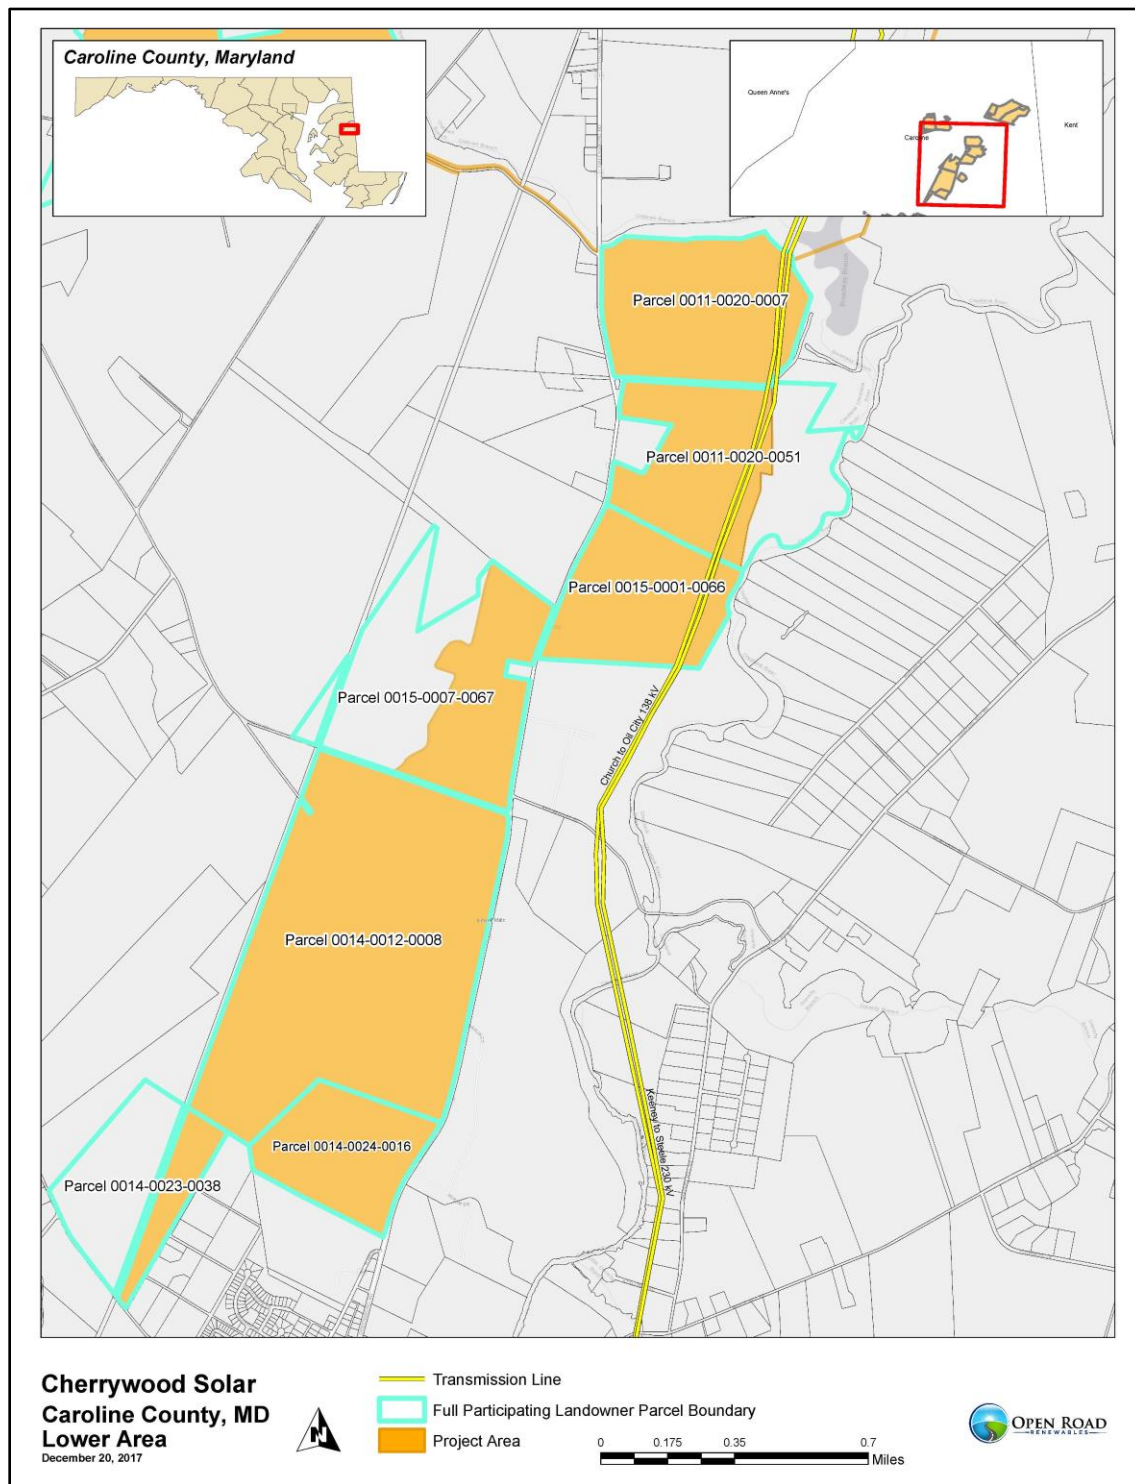 Caroline County, Maryland
Queen Anne's
Caroline
Kent
Parcel 0011-0020-0007
Parcel 0011-0020-0051
Parcel 0015-0001-0066
Parcel 0015-0007-0067
Church to Oil City 138 kV
Parcel 0014-0012-0008
Keeney to Steele 230 kV
Parcel 0014-0024-0016
Parcel 0014-0023-0038
Cherrywood Solar
Caroline County, MD
Lower Area
December 20, 2017
N
Transmission Line
Full Participating Landowner Parcel Boundary
Project Area
0 0.175 0.35 0.7
Miles
OPEN ROAD
RENEWABLES